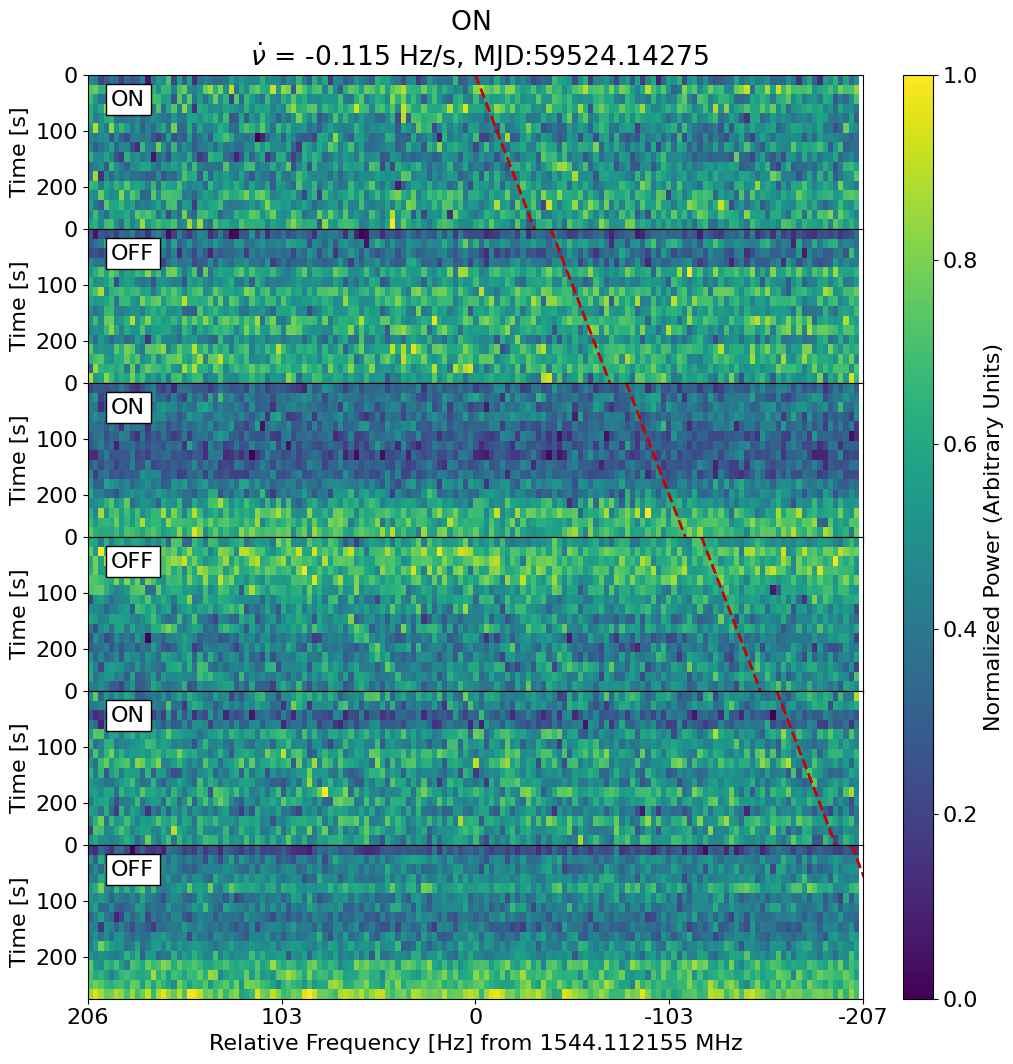 ON
ν̇ = -0.115 Hz/s, MJD:59524.14275
0
ON
100
200
Time [s]
0
OFF
100
200
Time [s]
0
ON
100
200
Time [s]
0
OFF
100
200
Time [s]
0
ON
100
200
Time [s]
0
OFF
100
200
Time [s]
206 103 0 -103 -207
Relative Frequency [Hz] from 1544.112155 MHz
1.0
0.8
0.6
0.4
0.2
0.0
Normalized Power (Arbitrary Units)